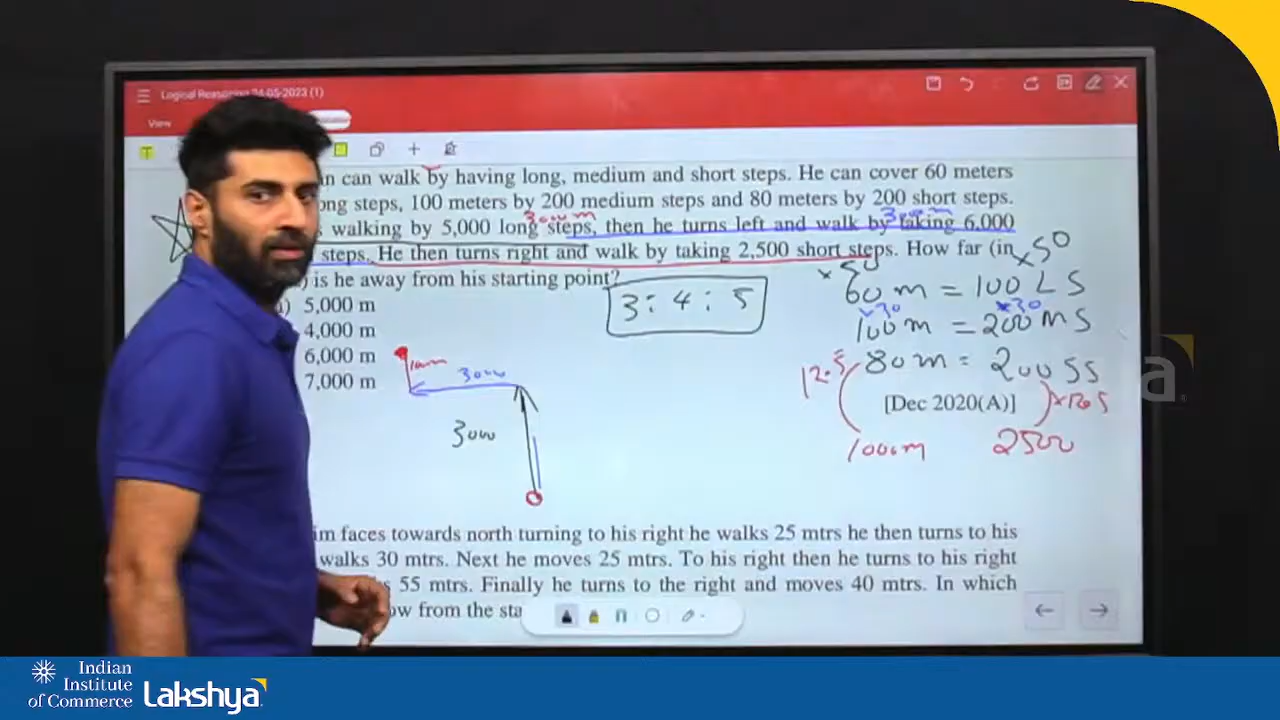 Logical Reasoning 24-05-2023 (1)
View
n can walk by having long, medium and short steps. He can cover 60 meters
ong steps, 100 meters by 200 medium steps and 80 meters by 200 short steps.
3000 m 3000 m
walking by 5,000 long steps, then he turns left and walk by taking 6,000
steps. He then turns right and walk by taking 2,500 short steps. How far (in
) is he away from his starting point?
×50 ×50
5,000 m
60 m = 100 LS
3 : 4 : 5
4,000 m
×30 ×30
100 m = 200 MS
6,000 m
7,000 m
1000m
3000
12.5 80 m = 200 SS
[Dec 2020(A)] ×12.5
3000
1000m 2500
im faces towards north turning to his right he walks 25 mtrs he then turns to his
walks 30 mtrs. Next he moves 25 mtrs. To his right then he turns to his right
s 55 mtrs. Finally he turns to the right and moves 40 mtrs. In which
ow from the sta
a
Indian
Institute
of Commerce
Lakshya